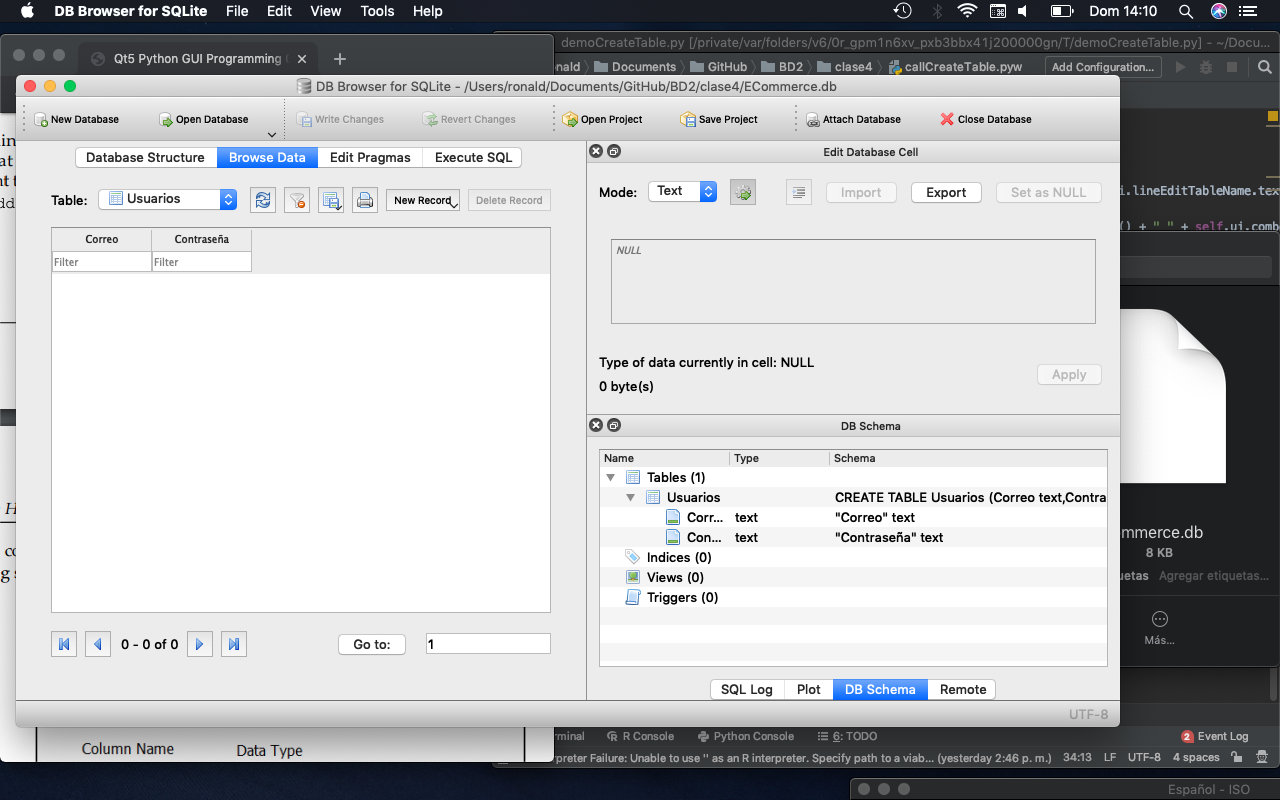 DB Browser for SQLite File Edit View Tools Help Dom 14:10
demoCreateTable.py [/private/var/folders/v6/0r_gpm1n6xv_pxb3bbx41j200000gn/T/demoCreateTable.py] - ~/Docu...
Qt5 Python GUI Programming
nald Documents GitHub BD2 clase4 callCreateTable.pyw Add Configuration...
DB Browser for SQLite - /Users/ronald/Documents/GitHub/BD2/clase4/ECommerce.db
New Database Open Database Write Changes Revert Changes Open Project Save Project Attach Database Close Database
Database Structure Browse Data Edit Pragmas Execute SQL
Edit Database Cell
Table: Usuarios New Record Delete Record
Mode: Text Import Export Set as NULL
i.lineEditTableName.tex
() + " " + self.ui.comb
Correo Contraseña
Filter Filter
NULL
Type of data currently in cell: NULL
0 byte(s)
Apply
DB Schema
Name Type Schema
Tables (1)
Usuarios CREATE TABLE Usuarios (Correo text,Contra
Corr... text "Correo" text
Con... text "Contraseña" text
Indices (0)
Views (0)
Triggers (0)
mmerce.db
8 KB
uetas Agregar etiquetas...
Más...
0 - 0 of 0 Go to: 1
SQL Log Plot DB Schema Remote
UTF-8
Column Name Data Type
minal R Console Python Console 6: TODO 2 Event Log
rpreter Failure: Unable to use '' as an R interpreter. Specify path to a viab... (yesterday 2:46 p. m.) 34:13 LF UTF-8 4 spaces
Español - ISO